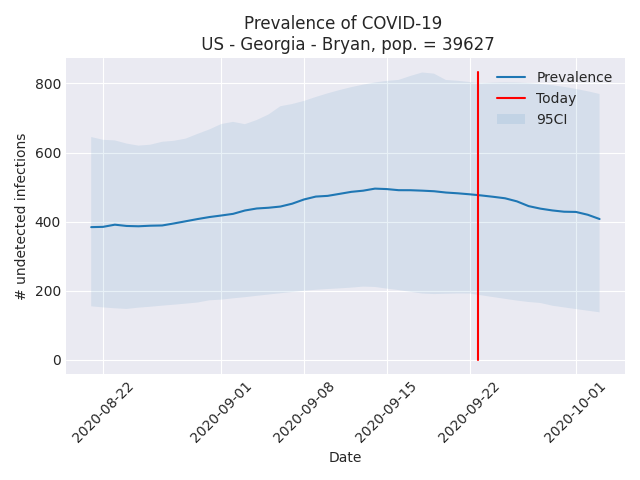 Prevalence of COVID-19
US - Georgia - Bryan, pop. = 39627
Prevalence
Today
95CI
800
600
400
200
0
# undetected infections
2020-08-22
2020-09-01
2020-09-08
2020-09-15
2020-09-22
2020-10-01
Date